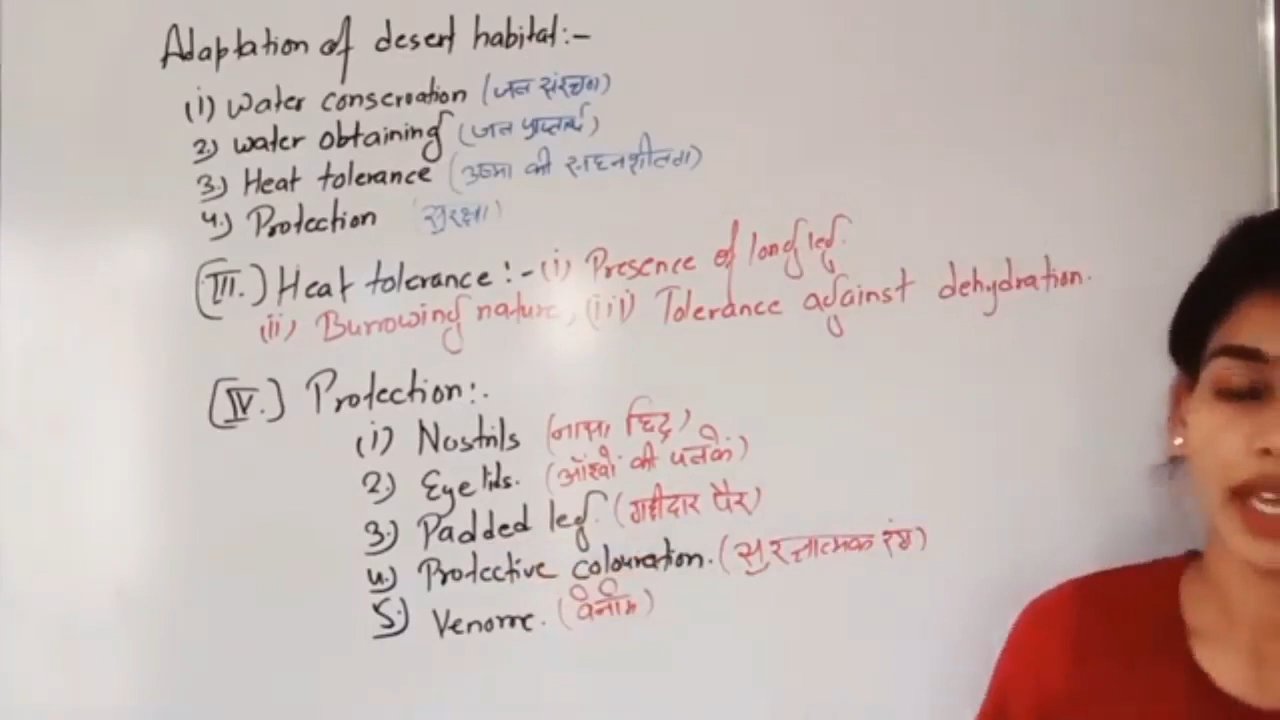 Adaptation of desert habitat:-
(i) Water conservation (जल संरक्षण)
2.) Water obtaining (जल
3.) Heat tolerance (उष्मा की सहनशीलता)
4.) Protection (सुरक्षा)
(III.) Heat tolerance :- (i) Presence of long leg.
(ii) Burrowing nature, (iii) Tolerance against dehydration.
(IV.) Protection:-
(i) Nostrils (नासा छिद्र)
2.) Eye lids. (आँखों की पलकें)
3.) Padded leg. (गद्दीदार पैर)
4.) Protective colouration. (सुरक्षात्मक रंग)
5.) Venome. (वेनोम)